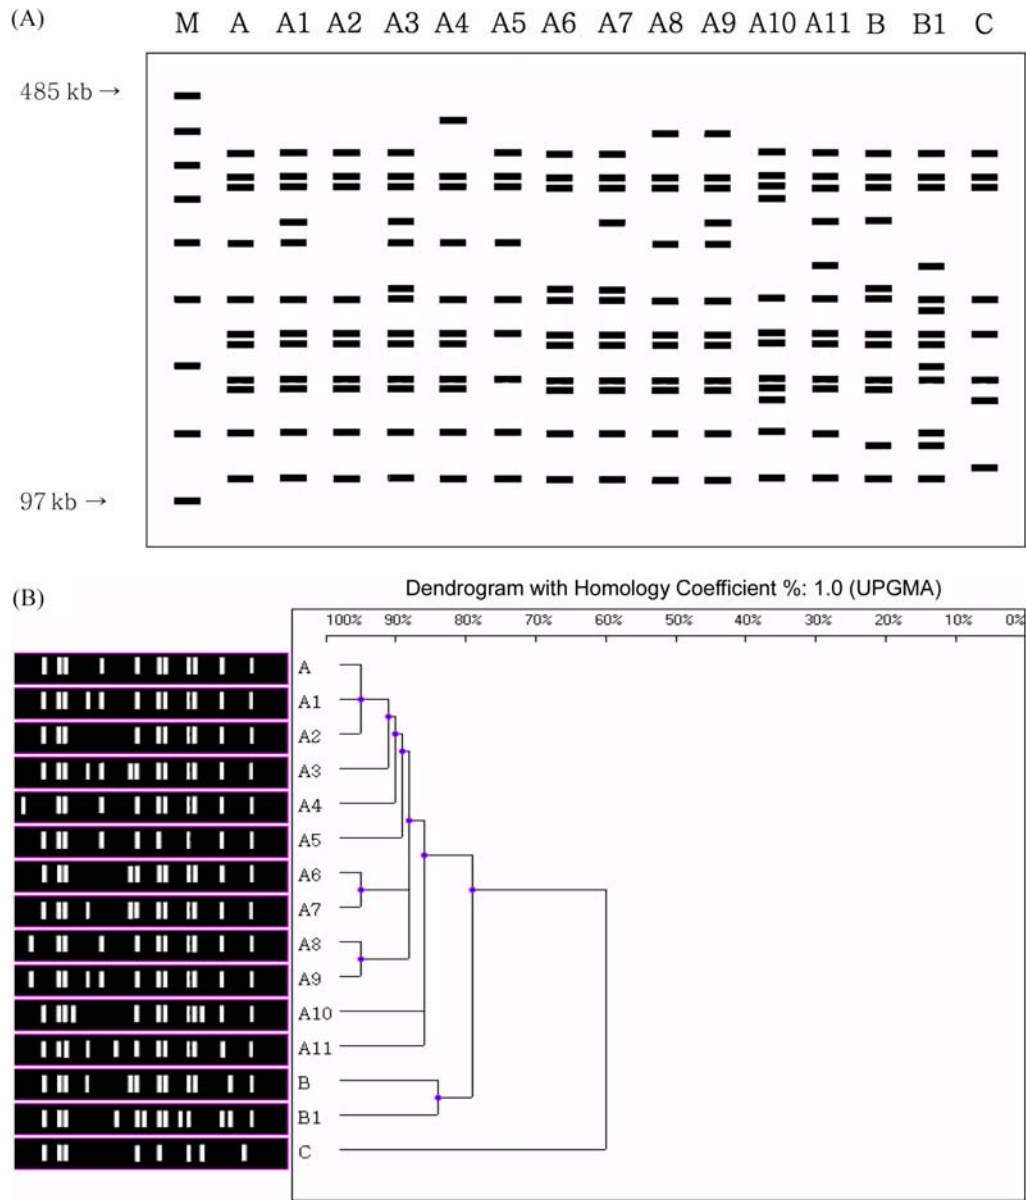 (A)
M A A1 A2 A3 A4 A5 A6 A7 A8 A9 A10 A11 B B1 C
485 kb →
97 kb →
(B)
Dendrogram with Homology Coefficient %: 1.0 (UPGMA)
100% 90% 80% 70% 60% 50% 40% 30% 20% 10% 0%
A
A1
A2
A3
A4
A5
A6
A7
A8
A9
A10
A11
B
B1
C